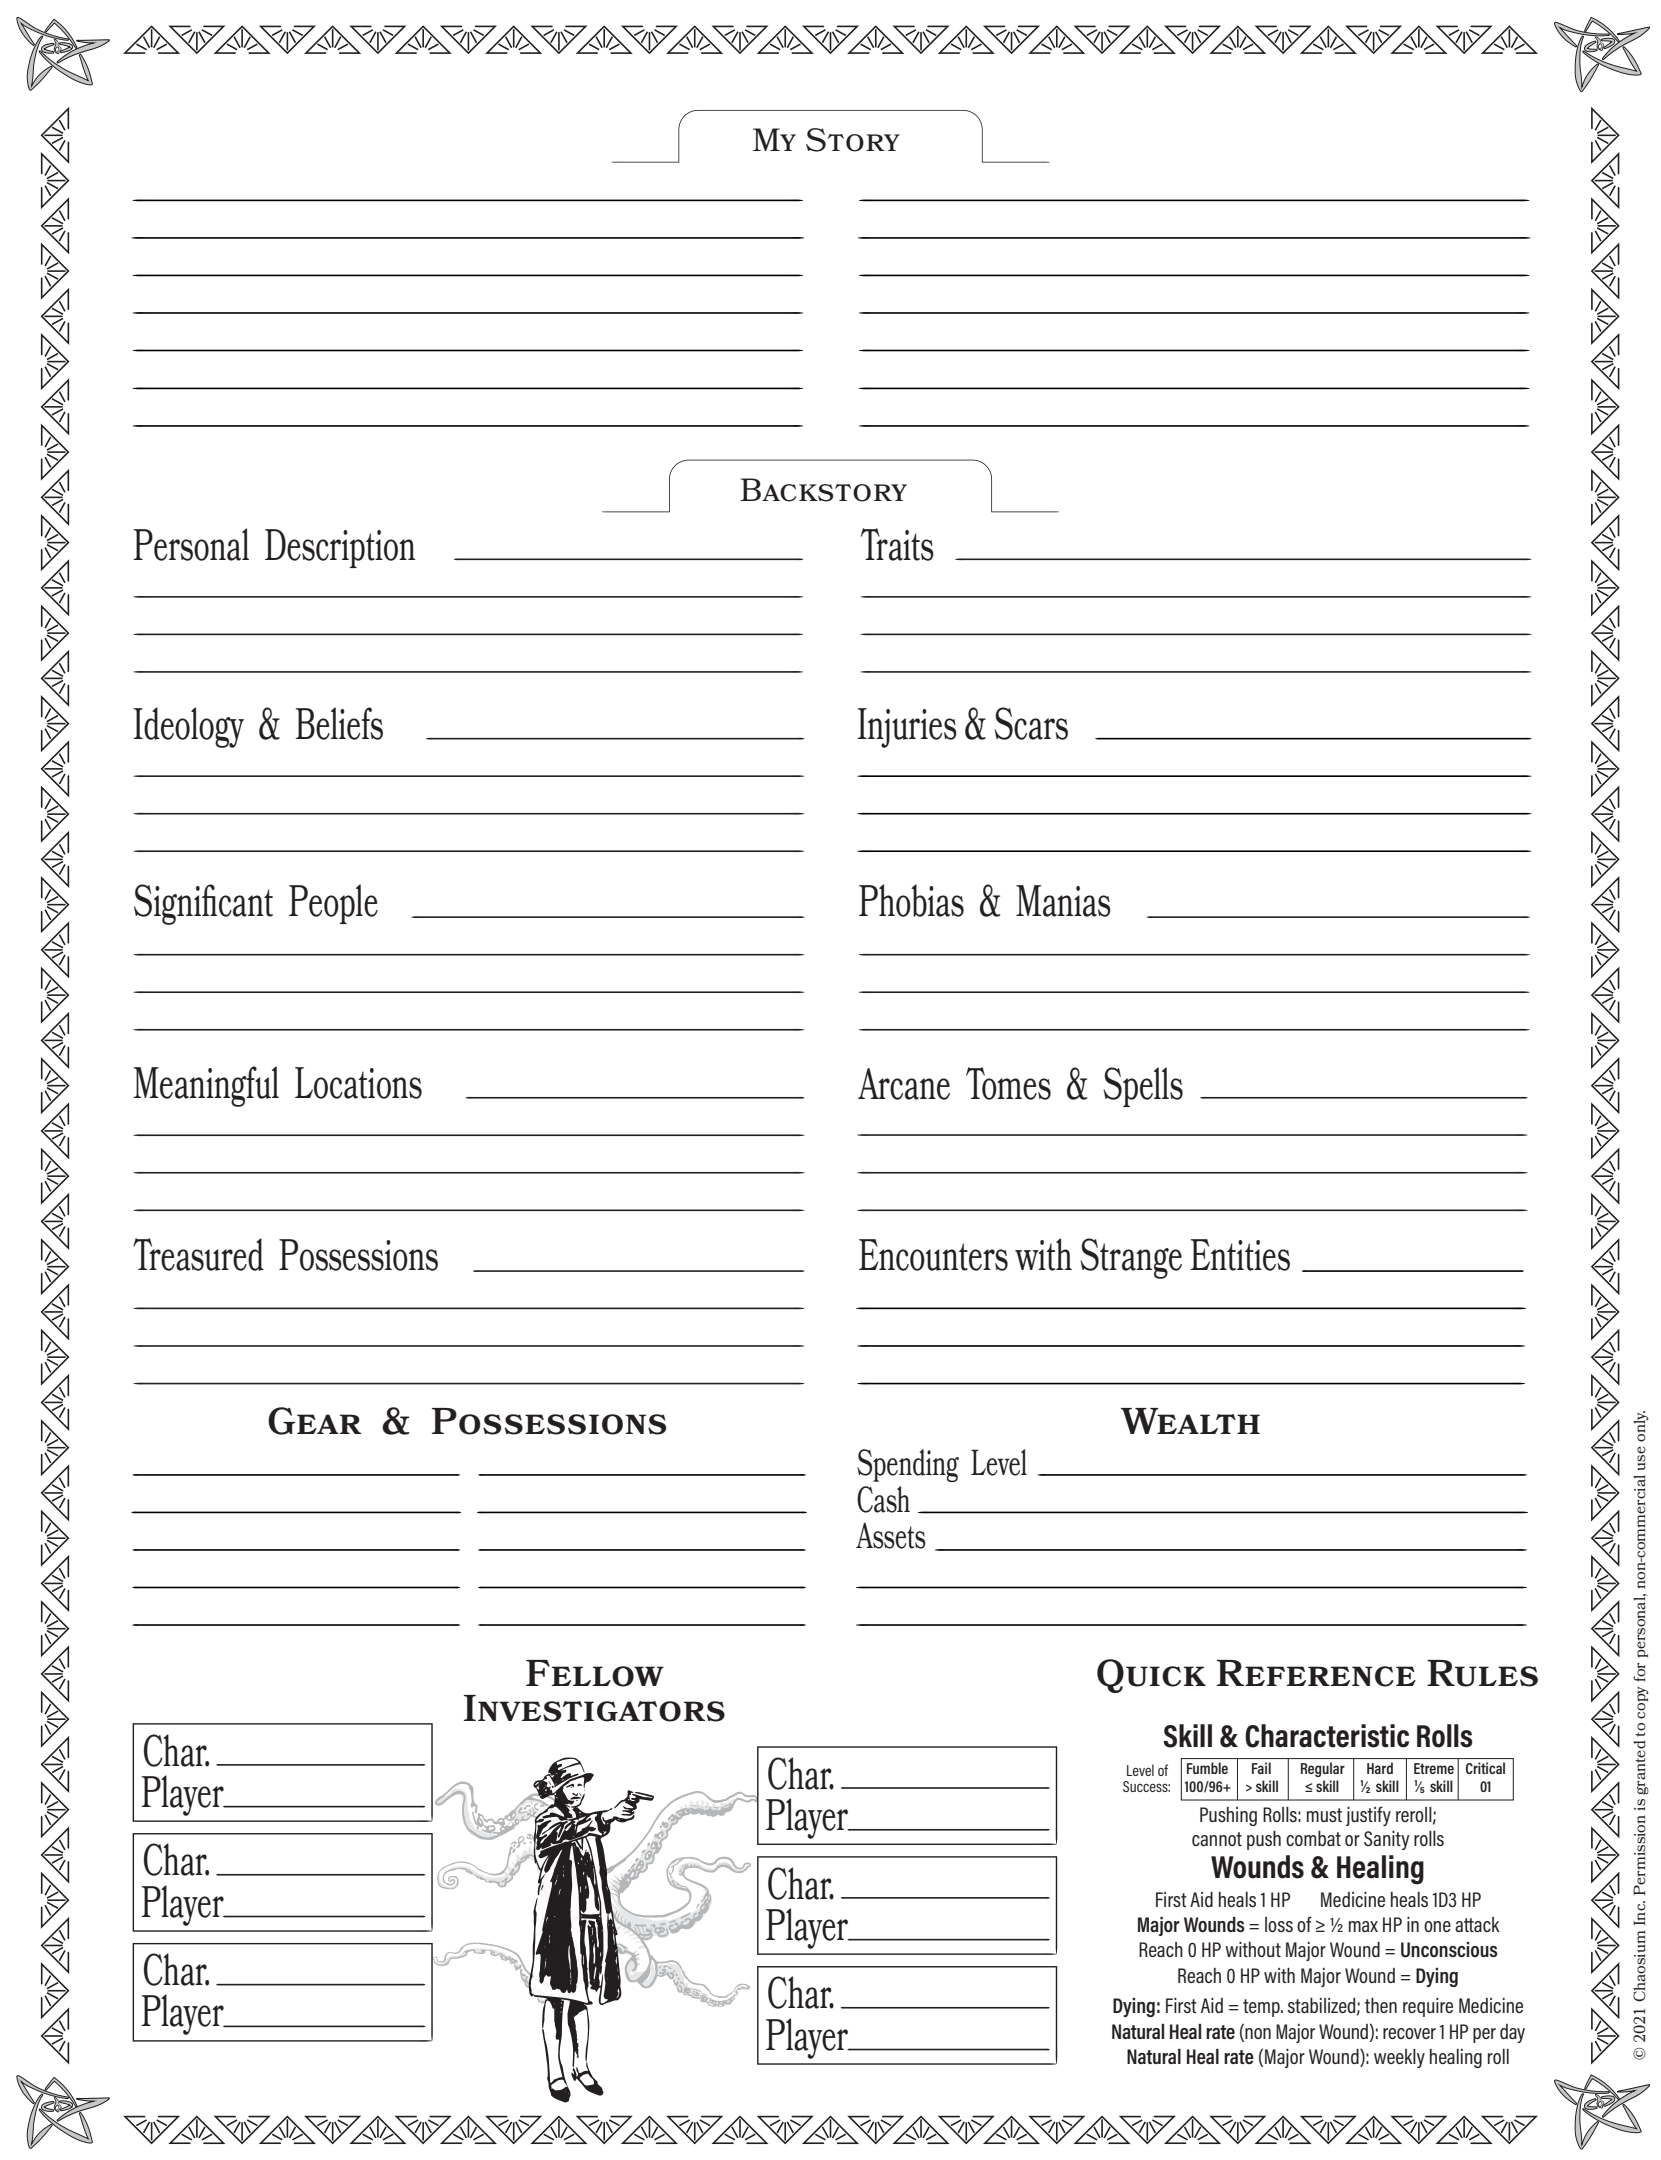 My Story
Backstory
Personal Description
Traits
Ideology & Beliefs
Injuries & Scars
Significant People
Phobias & Manias
Meaningful Locations
Arcane Tomes & Spells
Treasured Possessions
Encounters with Strange Entities
Gear & Possessions
Wealth
Spending Level
Cash
Assets
Fellow
Investigators
Char.
Player
Char.
Player
Char.
Player
Char.
Player
Char.
Player
Char.
Player
Quick Reference Rules
Skill & Characteristic Rolls
Level of Success: Fumble 100/96+ Fail > skill Regular ≤ skill Hard ½ skill Etreme ⅕ skill Critical 01
Pushing Rolls: must justify reroll;
cannot push combat or Sanity rolls
Wounds & Healing
First Aid heals 1 HP Medicine heals 1D3 HP
Major Wounds = loss of ≥ ½ max HP in one attack
Reach 0 HP without Major Wound = Unconscious
Reach 0 HP with Major Wound = Dying
Dying: First Aid = temp. stabilized; then require Medicine
Natural Heal rate (non Major Wound): recover 1 HP per day
Natural Heal rate (Major Wound): weekly healing roll
© 2021 Chaosium Inc. Permission is granted to copy for personal, non-commercial use only.